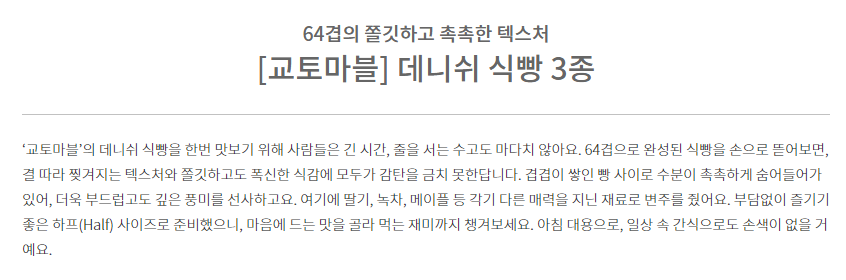 64겹의 쫄깃하고 촉촉한 텍스처
[교토마블] 데니쉬 식빵 3종
‘교토마블’의 데니쉬 식빵을 한번 맛보기 위해 사람들은 긴 시간, 줄을 서는 수고도 마다치 않아요. 64겹으로 완성된 식빵을 손으로 뜯어보면,
결 따라 찢겨지는 텍스처와 쫄깃하고도 폭신한 식감에 모두가 감탄을 금치 못한답니다. 겹겹이 쌓인 빵 사이로 수분이 촉촉하게 숨어들어가
있어, 더욱 부드럽고도 깊은 풍미를 선사하고요. 여기에 딸기, 녹차, 메이플 등 각기 다른 매력을 지닌 재료로 변주를 줬어요. 부담없이 즐기기
좋은 하프(Half) 사이즈로 준비했으니, 마음에 드는 맛을 골라 먹는 재미까지 챙겨보세요. 아침 대용으로, 일상 속 간식으로도 손색이 없을 거
예요.